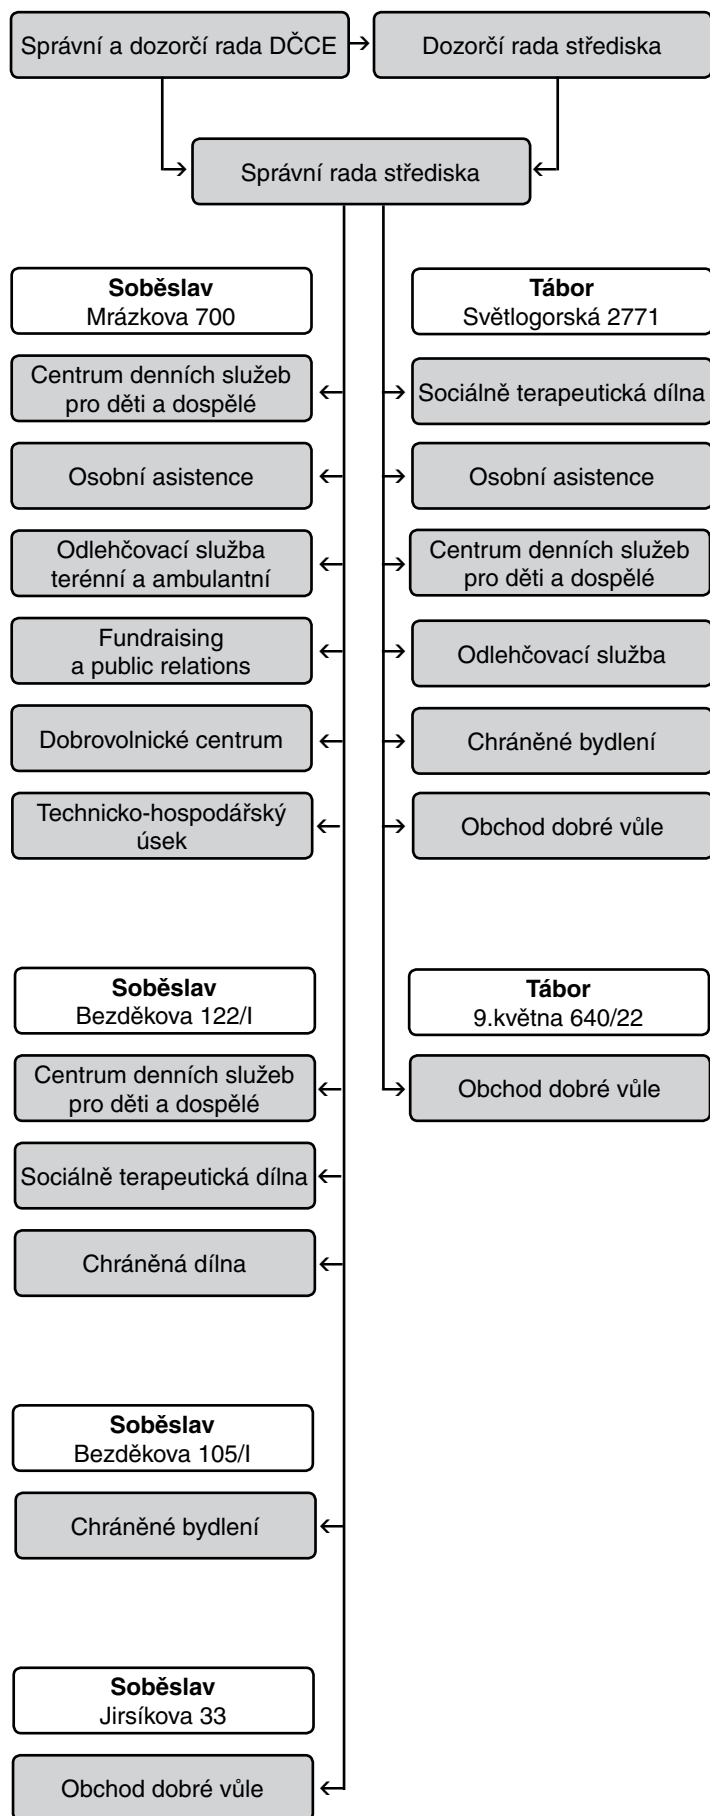 Správní a dozorčí rada DČCE
Dozorčí rada střediska
Správní rada střediska
Soběslav
Mrázkova 700
Centrum denních služeb
pro děti a dospělé
Osobní asistence
Odlehčovací služba
terénní a ambulantní
Fundraising
a public relations
Dobrovolnické centrum
Technicko-hospodářský
úsek
Tábor
Světlogorská 2771
Sociálně terapeutická dílna
Osobní asistence
Centrum denních služeb
pro děti a dospělé
Odlehčovací služba
Chráněné bydlení
Obchod dobré vůle
Soběslav
Bezděkova 122/I
Centrum denních služeb
pro děti a dospělé
Sociálně terapeutická dílna
Chráněná dílna
Tábor
9.května 640/22
Obchod dobré vůle
Soběslav
Bezděkova 105/I
Chráněné bydlení
Soběslav
Jirsíkova 33
Obchod dobré vůle